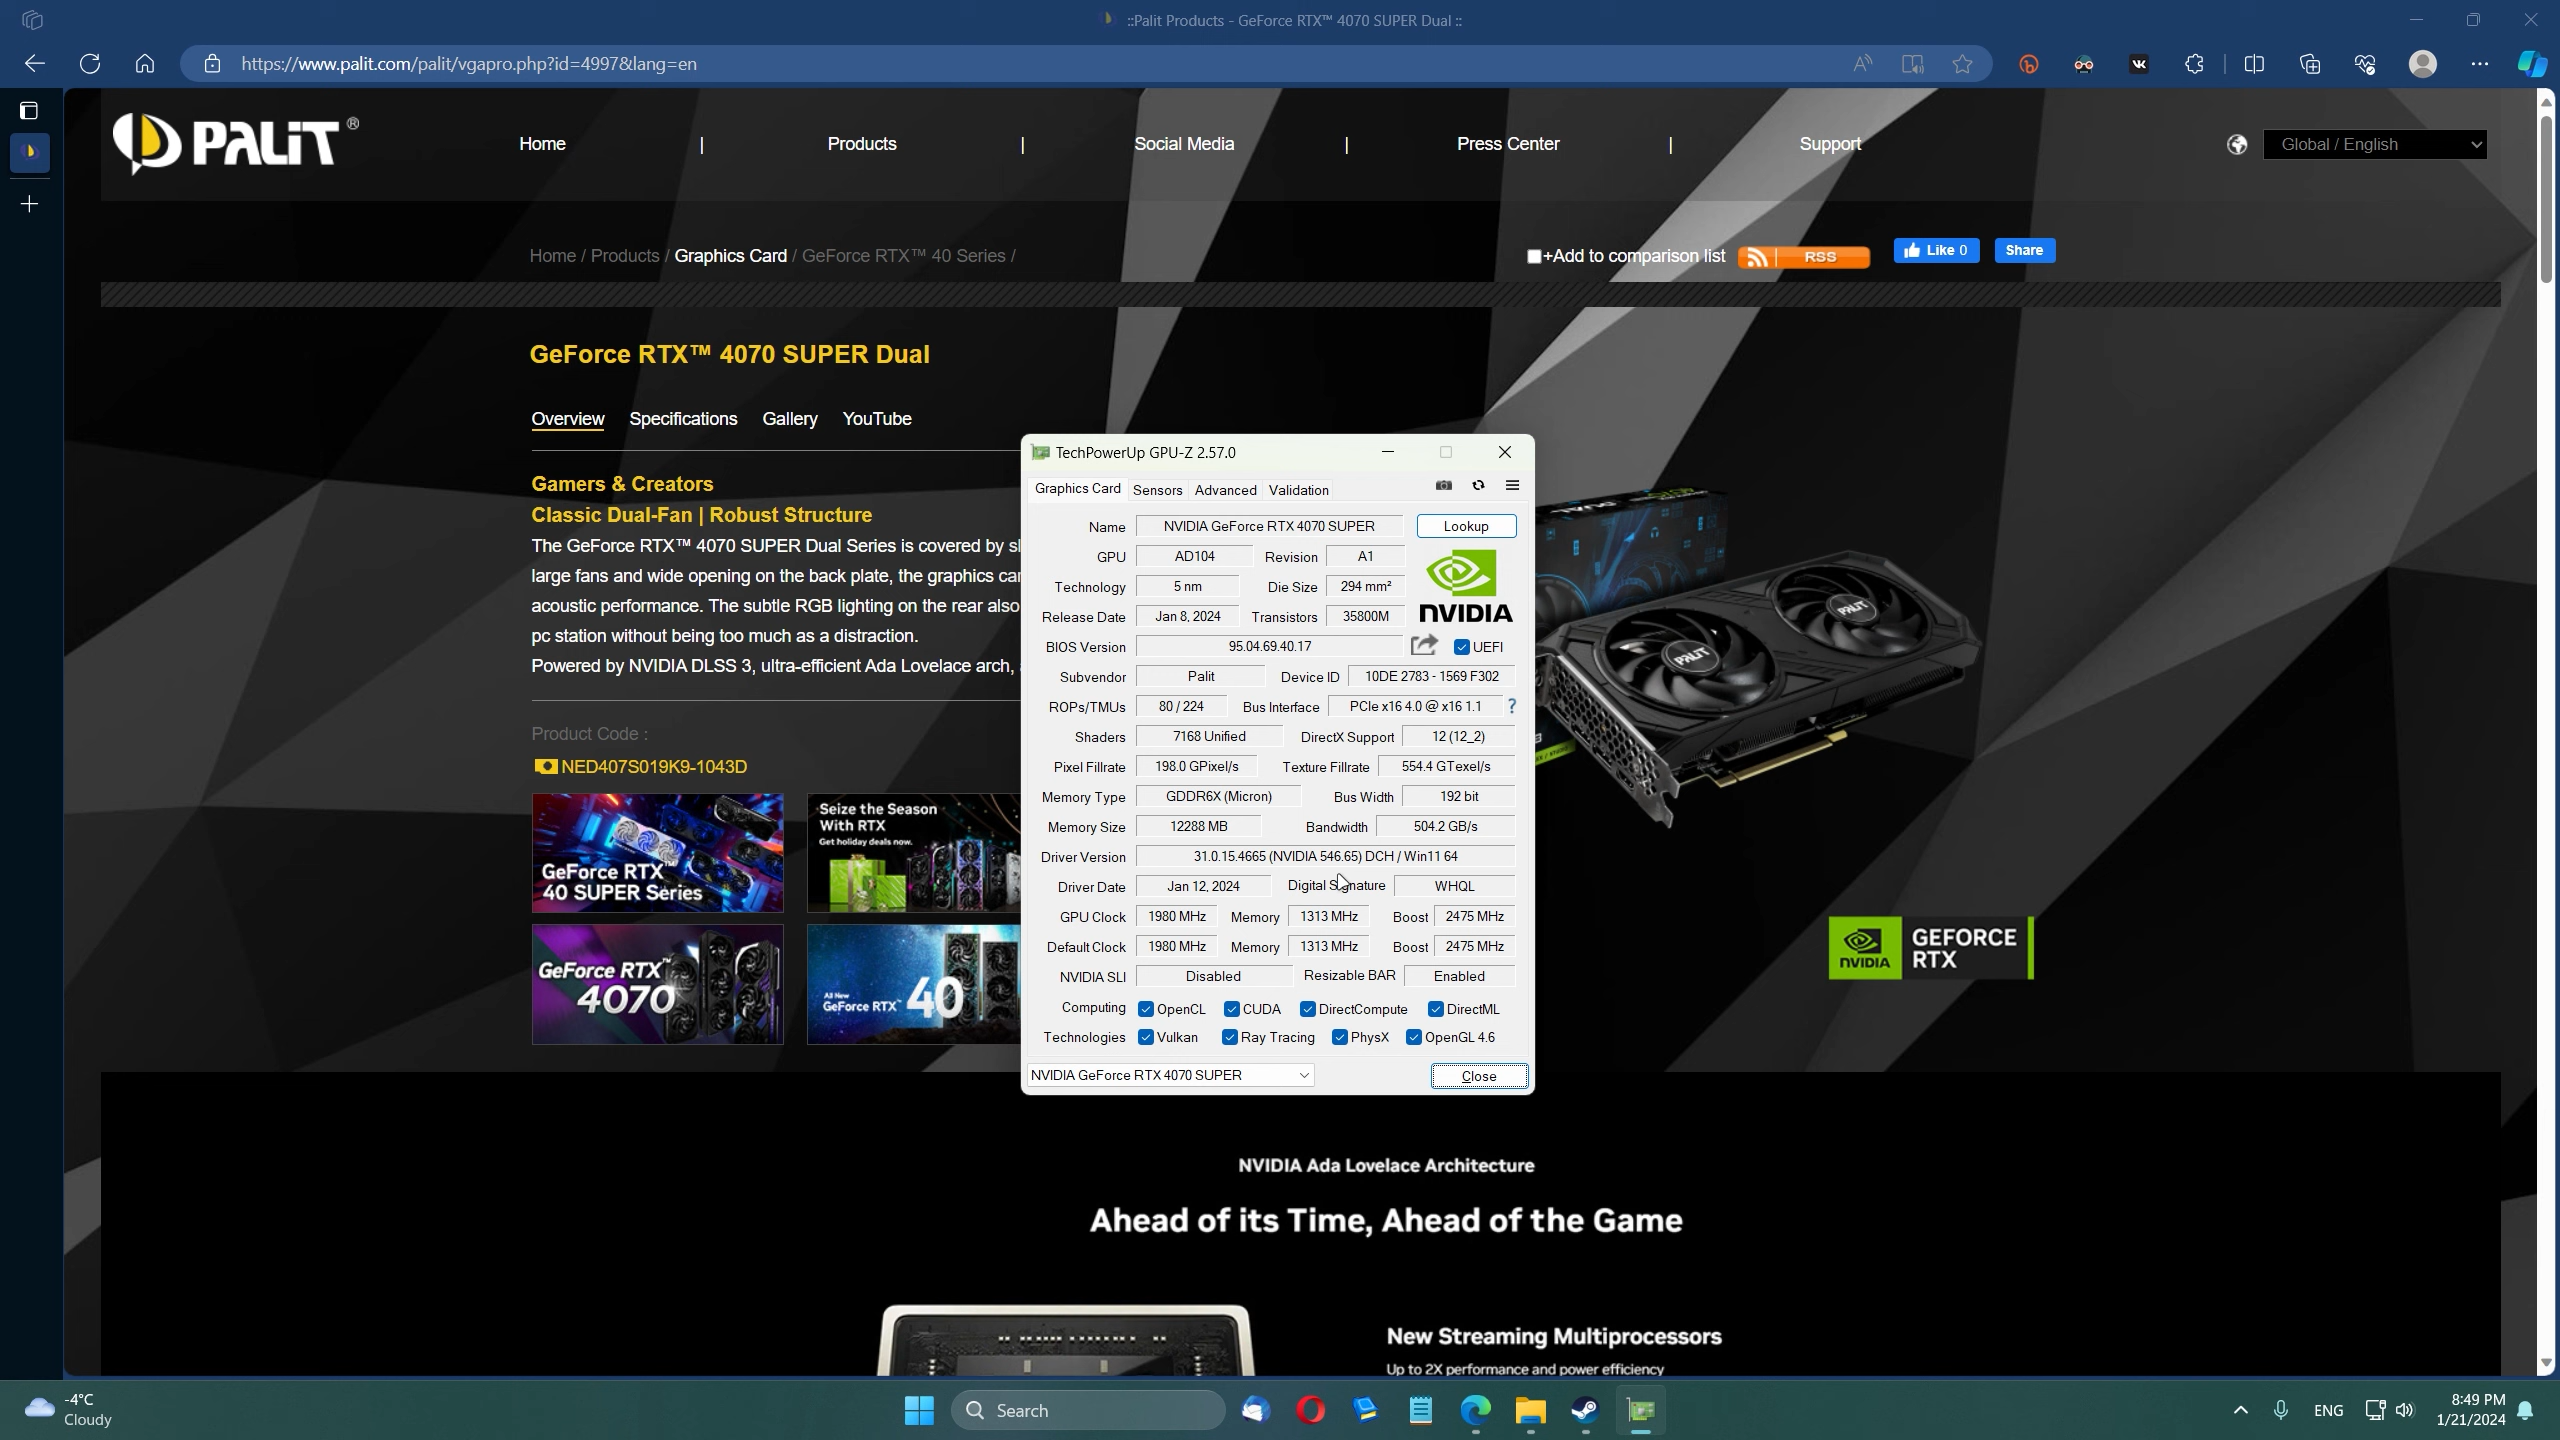 ::Palit Products - GeForce RTX™ 4070 SUPER Dual ::
https://www.palit.com/palit/vgapro.php?id=4997&lang=en
PALiT®
Home | Products | Social Media | Press Center | Support
Global / English
Home / Products / Graphics Card / GeForce RTX™ 40 Series /
+Add to comparison list
RSS
Like 0
Share
GeForce RTX™ 4070 SUPER Dual
Overview Specifications Gallery YouTube
Gamers & Creators
Classic Dual-Fan | Robust Structure
The GeForce RTX™ 4070 SUPER Dual Series is covered by
large fans and wide opening on the back plate, the graphics
acoustic performance. The subtle RGB lighting on the rear also
pc station without being too much as a distraction.
Powered by NVIDIA DLSS 3, ultra-efficient Ada Lovelace arch,
Product Code :
NED407S019K9-1043D
GeForce RTX™
40 SUPER Series
Seize the Season
With RTX
Get holiday deals now.
GeForce RTX™
4070
All New
GeForce RTX™ 40
TechPowerUp GPU-Z 2.57.0
Graphics Card Sensors Advanced Validation
Name NVIDIA GeForce RTX 4070 SUPER Lookup
GPU AD104 Revision A1
Technology 5 nm Die Size 294 mm²
Release Date Jan 8, 2024 Transistors 35800M
NVIDIA
BIOS Version 95.04.69.40.17 UEFI
Subvendor Palit Device ID 10DE 2783 - 1569 F302
ROPs/TMUs 80 / 224 Bus Interface PCIe x16 4.0 @ x16 1.1 ?
Shaders 7168 Unified DirectX Support 12 (12_2)
Pixel Fillrate 198.0 GPixel/s Texture Fillrate 554.4 GTexel/s
Memory Type GDDR6X (Micron) Bus Width 192 bit
Memory Size 12288 MB Bandwidth 504.2 GB/s
Driver Version 31.0.15.4665 (NVIDIA 546.65) DCH / Win11 64
Driver Date Jan 12, 2024 Digital Signature WHQL
GPU Clock 1980 MHz Memory 1313 MHz Boost 2475 MHz
Default Clock 1980 MHz Memory 1313 MHz Boost 2475 MHz
NVIDIA SLI Disabled Resizable BAR Enabled
Computing OpenCL CUDA DirectCompute DirectML
Technologies Vulkan Ray Tracing PhysX OpenGL 4.6
NVIDIA GeForce RTX 4070 SUPER Close
DUAL
PALiT
PALiT
NVIDIA
GEFORCE
RTX
NVIDIA Ada Lovelace Architecture
Ahead of its Time, Ahead of the Game
New Streaming Multiprocessors
Up to 2X performance and power efficiency
-4°C
Cloudy
Search
ENG
8:49 PM
1/21/2024